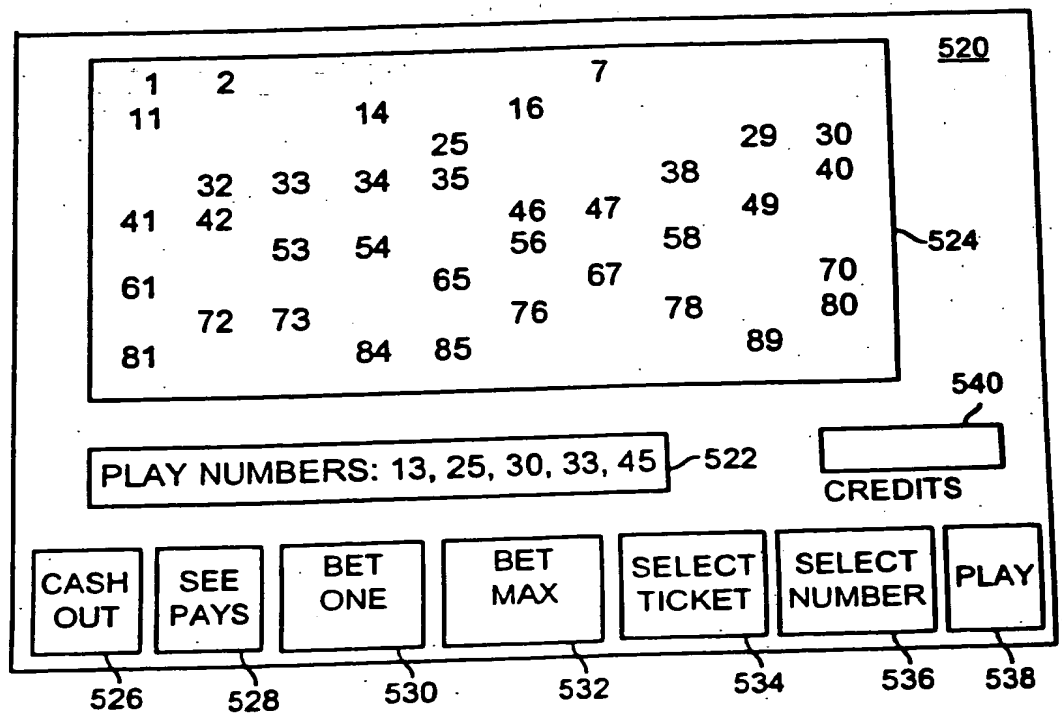 520
1 2 7
11 14 16
25 29 30
32 33 34 35 38 40
41 42 46 47 49
53 54 56 58
524
61 65 67 70
72 73 76 78 80
81 84 85 89
540
PLAY NUMBERS: 13, 25, 30, 33, 45
522
CREDITS
CASH OUT
SEE PAYS
BET ONE
BET MAX
SELECT TICKET
SELECT NUMBER
PLAY
526 528 530 532 534 536 538